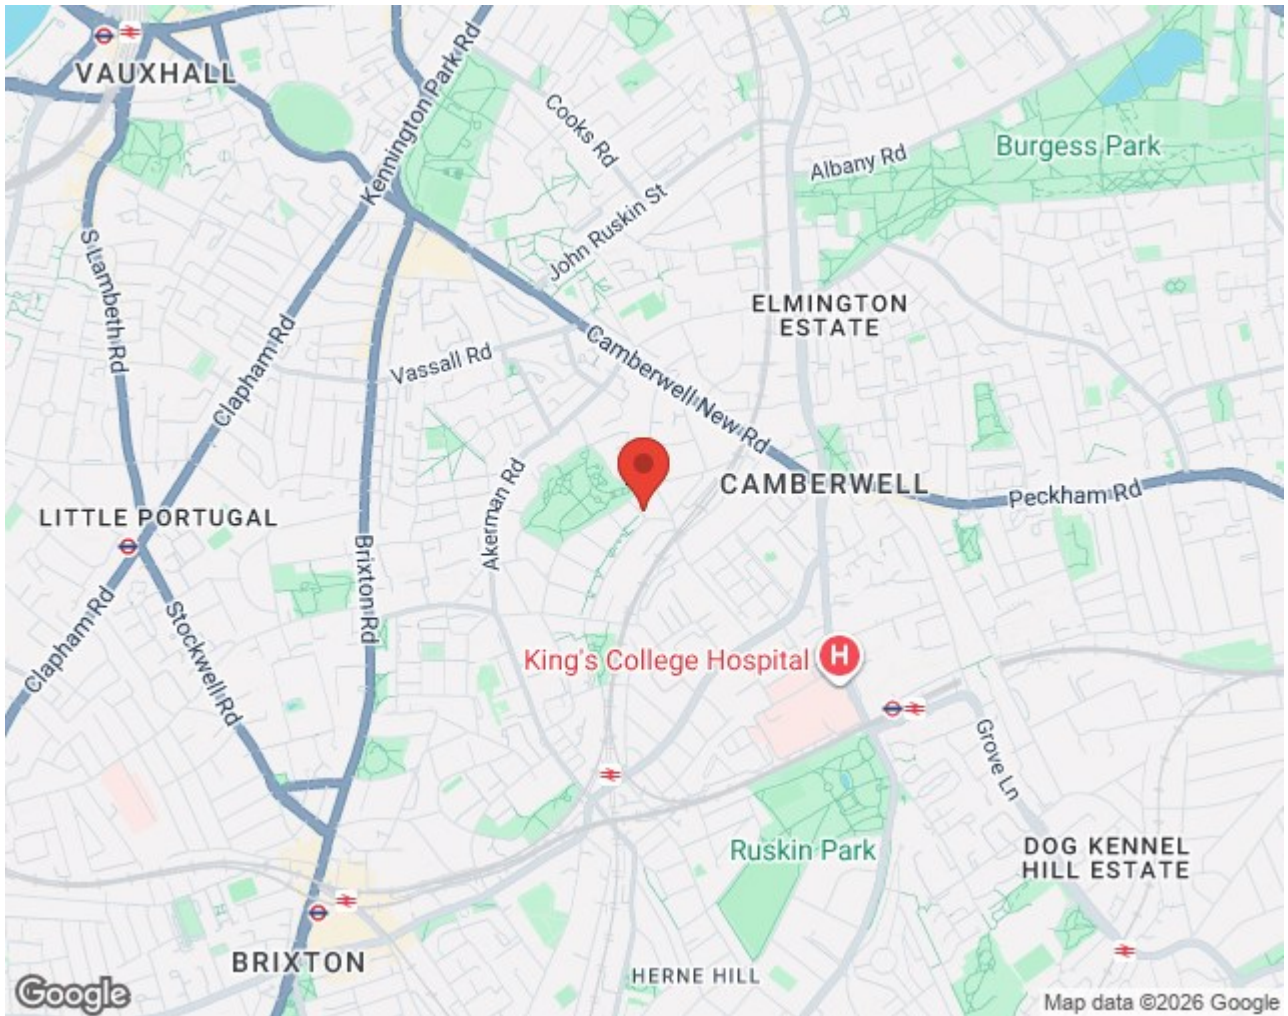 VAUXHALL
Kennington Park Rd
Cooks Rd
Albany Rd
Burgess Park
John Ruskin St
S Lambeth Rd
ELMINGTON
ESTATE
Clapham Rd
Vassall Rd
Camberwell New Rd
Akerman Rd
CAMBERWELL
Peckham Rd
LITTLE PORTUGAL
Brixton Rd
Clapham Rd
Stockwell Rd
King's College Hospital
H
Grove Ln
Ruskin Park
DOG KENNEL
HILL ESTATE
BRIXTON
HERNE HILL
Google
Map data ©2026 Google